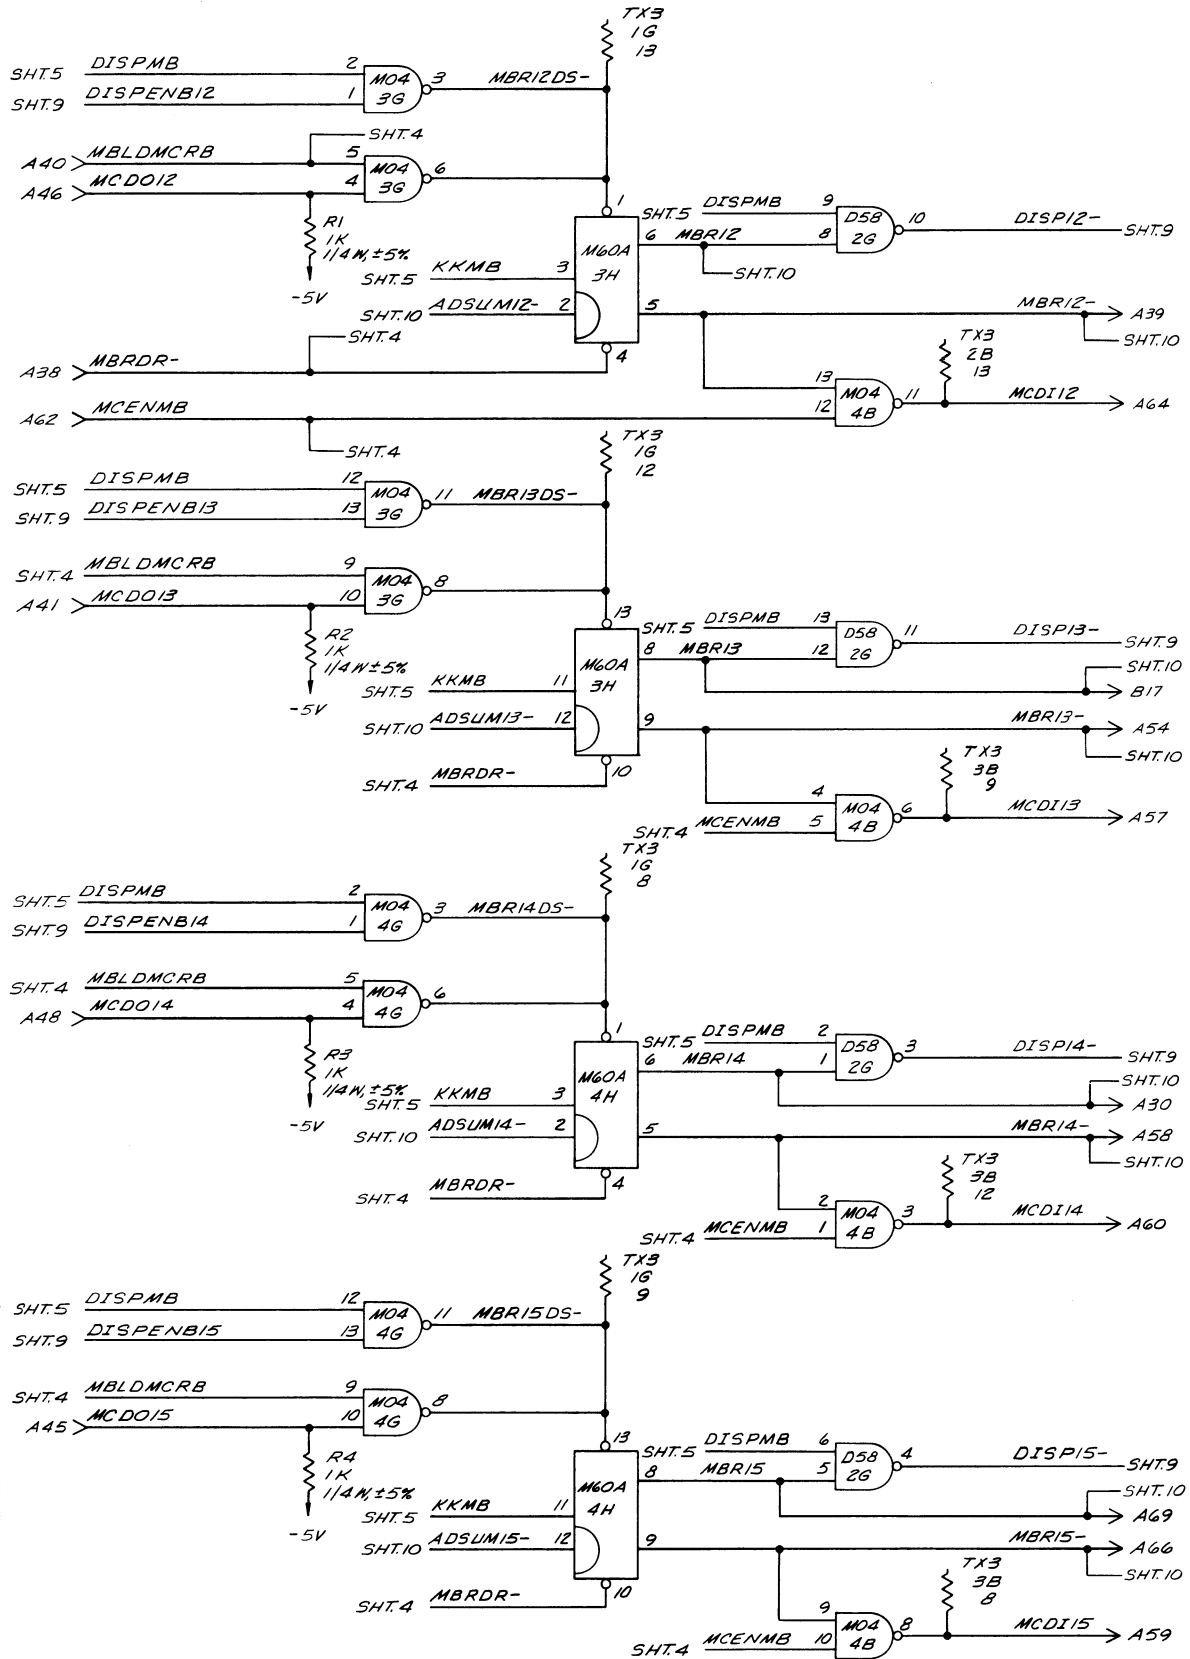 TX3
1G
13
SHT.5 DISPMB 2
M04
3G
3 MBR12DS-
SHT.9 DISPENB12 1
SHT.4
A40 MBLDMCRB 5
M04
3G
6
A46 MCDO12 4
R1
1K
1/4W, ±5%
-5V
1
SHT.5 DISPMB 9
D58
2G
10 DISP12- SHT.9
6 MBR12 8
SHT.10
M60A
3H
SHT.5 KKMB 3
SHT.10 ADSUM12- 2
5 MBR12- A39
SHT.10
SHT.4
4
A38 MBRDR-
TX3
2B
13
13
M04
4B
11 MCDI12 A64
A62 MCENMB 12
SHT.4
TX3
1G
12
SHT.5 DISPMB 12
M04
3G
11 MBR13DS-
SHT.9 DISPENB13 13
SHT.4 MBLDMCRB 9
M04
3G
8
A41 MCDO13 10
R2
1K
1/4W ±5%
-5V
13
SHT.5 DISPMB 13
D58
2G
11 DISP13- SHT.9
8 MBR13 12
SHT.10
B17
M60A
3H
SHT.5 KKMB 11
SHT.10 ADSUM13- 12
9 MBR13- A54
SHT.10
SHT.4 MBRDR- 10
TX3
3B
9
4
M04
4B
6 MCDI13 A57
SHT.4 MCENMB 5
TX3
1G
8
SHT.5 DISPMB 2
M04
4G
3 MBR14DS-
SHT.9 DISPENB14 1
SHT.4 MBLDMCRB 5
M04
4G
6
A48 MCDO14 4
R3
1K
1/4W, ±5%
-5V
1
SHT.5 DISPMB 2
D58
2G
3 DISP14- SHT.9
6 MBR14 1
SHT.10
A30
M60A
4H
SHT.5 KKMB 3
SHT.10 ADSUM14- 2
5 MBR14- A58
SHT.10
SHT.4 MBRDR- 4
TX3
3B
12
2
M04
4B
3 MCDI14 A60
SHT.4 MCENMB 1
TX3
1G
9
SHT.5 DISPMB 12
M04
4G
11 MBR15DS-
SHT.9 DISPENB15 13
SHT.4 MBLDMCRB 9
M04
4G
8
A45 MCDO15 10
R4
1K
1/4W, ±5%
-5V
13
SHT.5 DISPMB 6
D58
2G
4 DISP15- SHT.9
8 MBR15 5
SHT.10
A69
M60A
4H
SHT.5 KKMB 11
SHT.10 ADSUM15- 12
9 MBR15- A66
SHT.10
SHT.4 MBRDR- 10
TX3
3B
8
9
M04
4B
8 MCDI15 A59
SHT.4 MCENMB 10